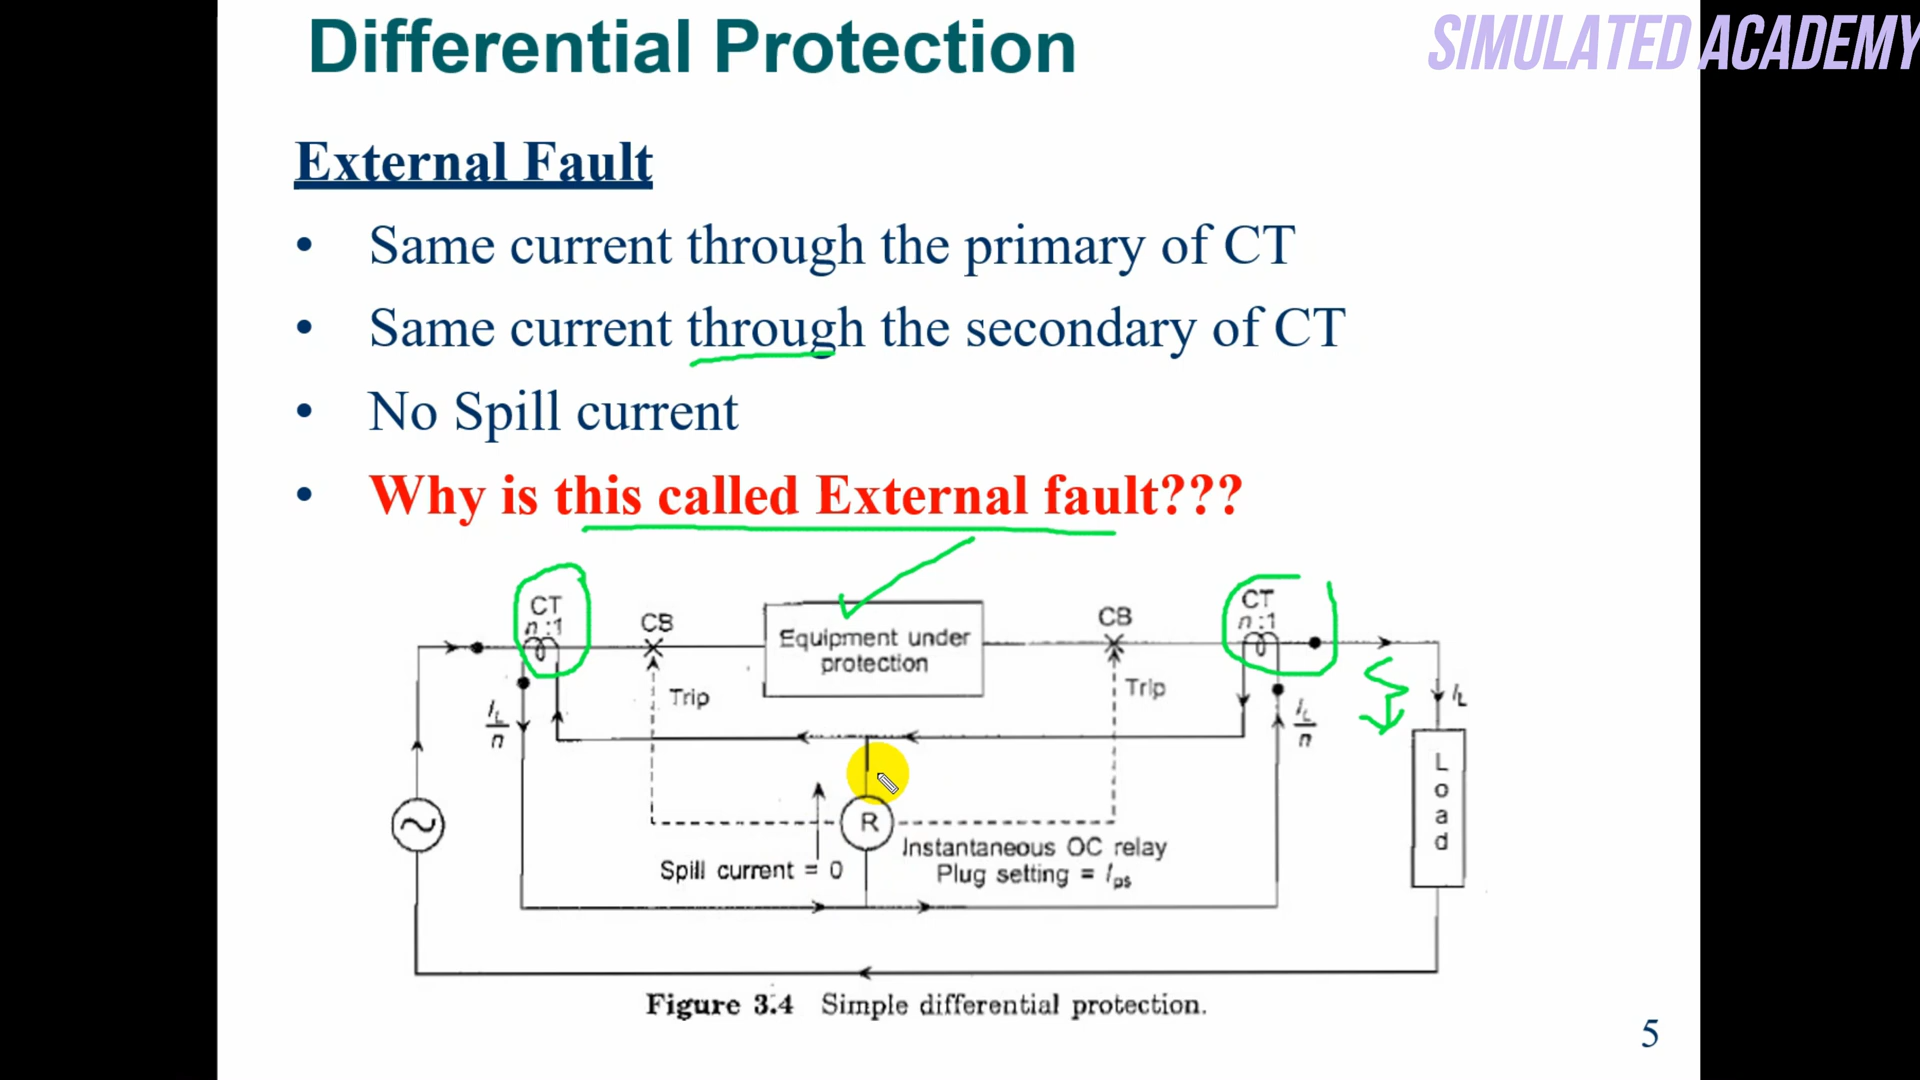 Differential Protection
SIMULATED ACADEMY
External Fault
• Same current through the primary of CT
• Same current through the secondary of CT
• No Spill current
• Why is this called External fault???
CT
n :1
CB
Equipment under
protection
CB
CT
n :1
Trip
Trip
I_L
I_L
n
I_L
n
L
o
a
d
R
Instantaneous OC relay
Spill current = 0
Plug setting = I_ps
Figure 3.4 Simple differential protection.
5